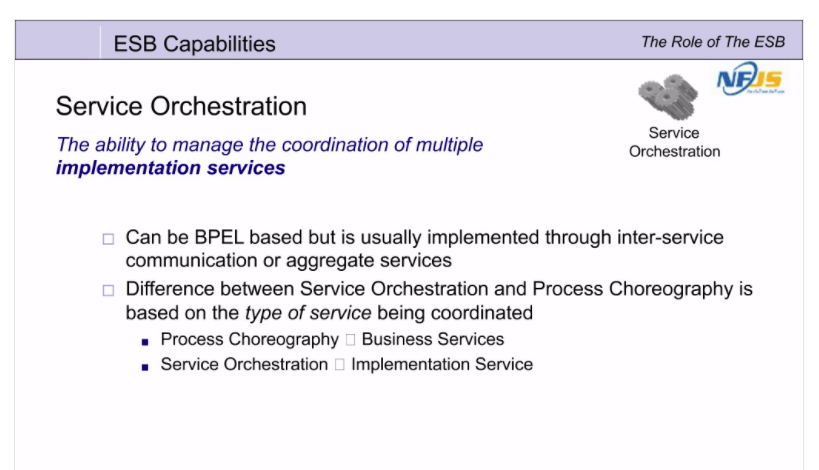 ESB Capabilities
The Role of The ESB
NFJS
Service
Orchestration
Service Orchestration
The ability to manage the coordination of multiple
implementation services
□ Can be BPEL based but is usually implemented through inter-service
communication or aggregate services
□ Difference between Service Orchestration and Process Choreography is
based on the type of service being coordinated
■ Process Choreography □ Business Services
■ Service Orchestration □ Implementation Service